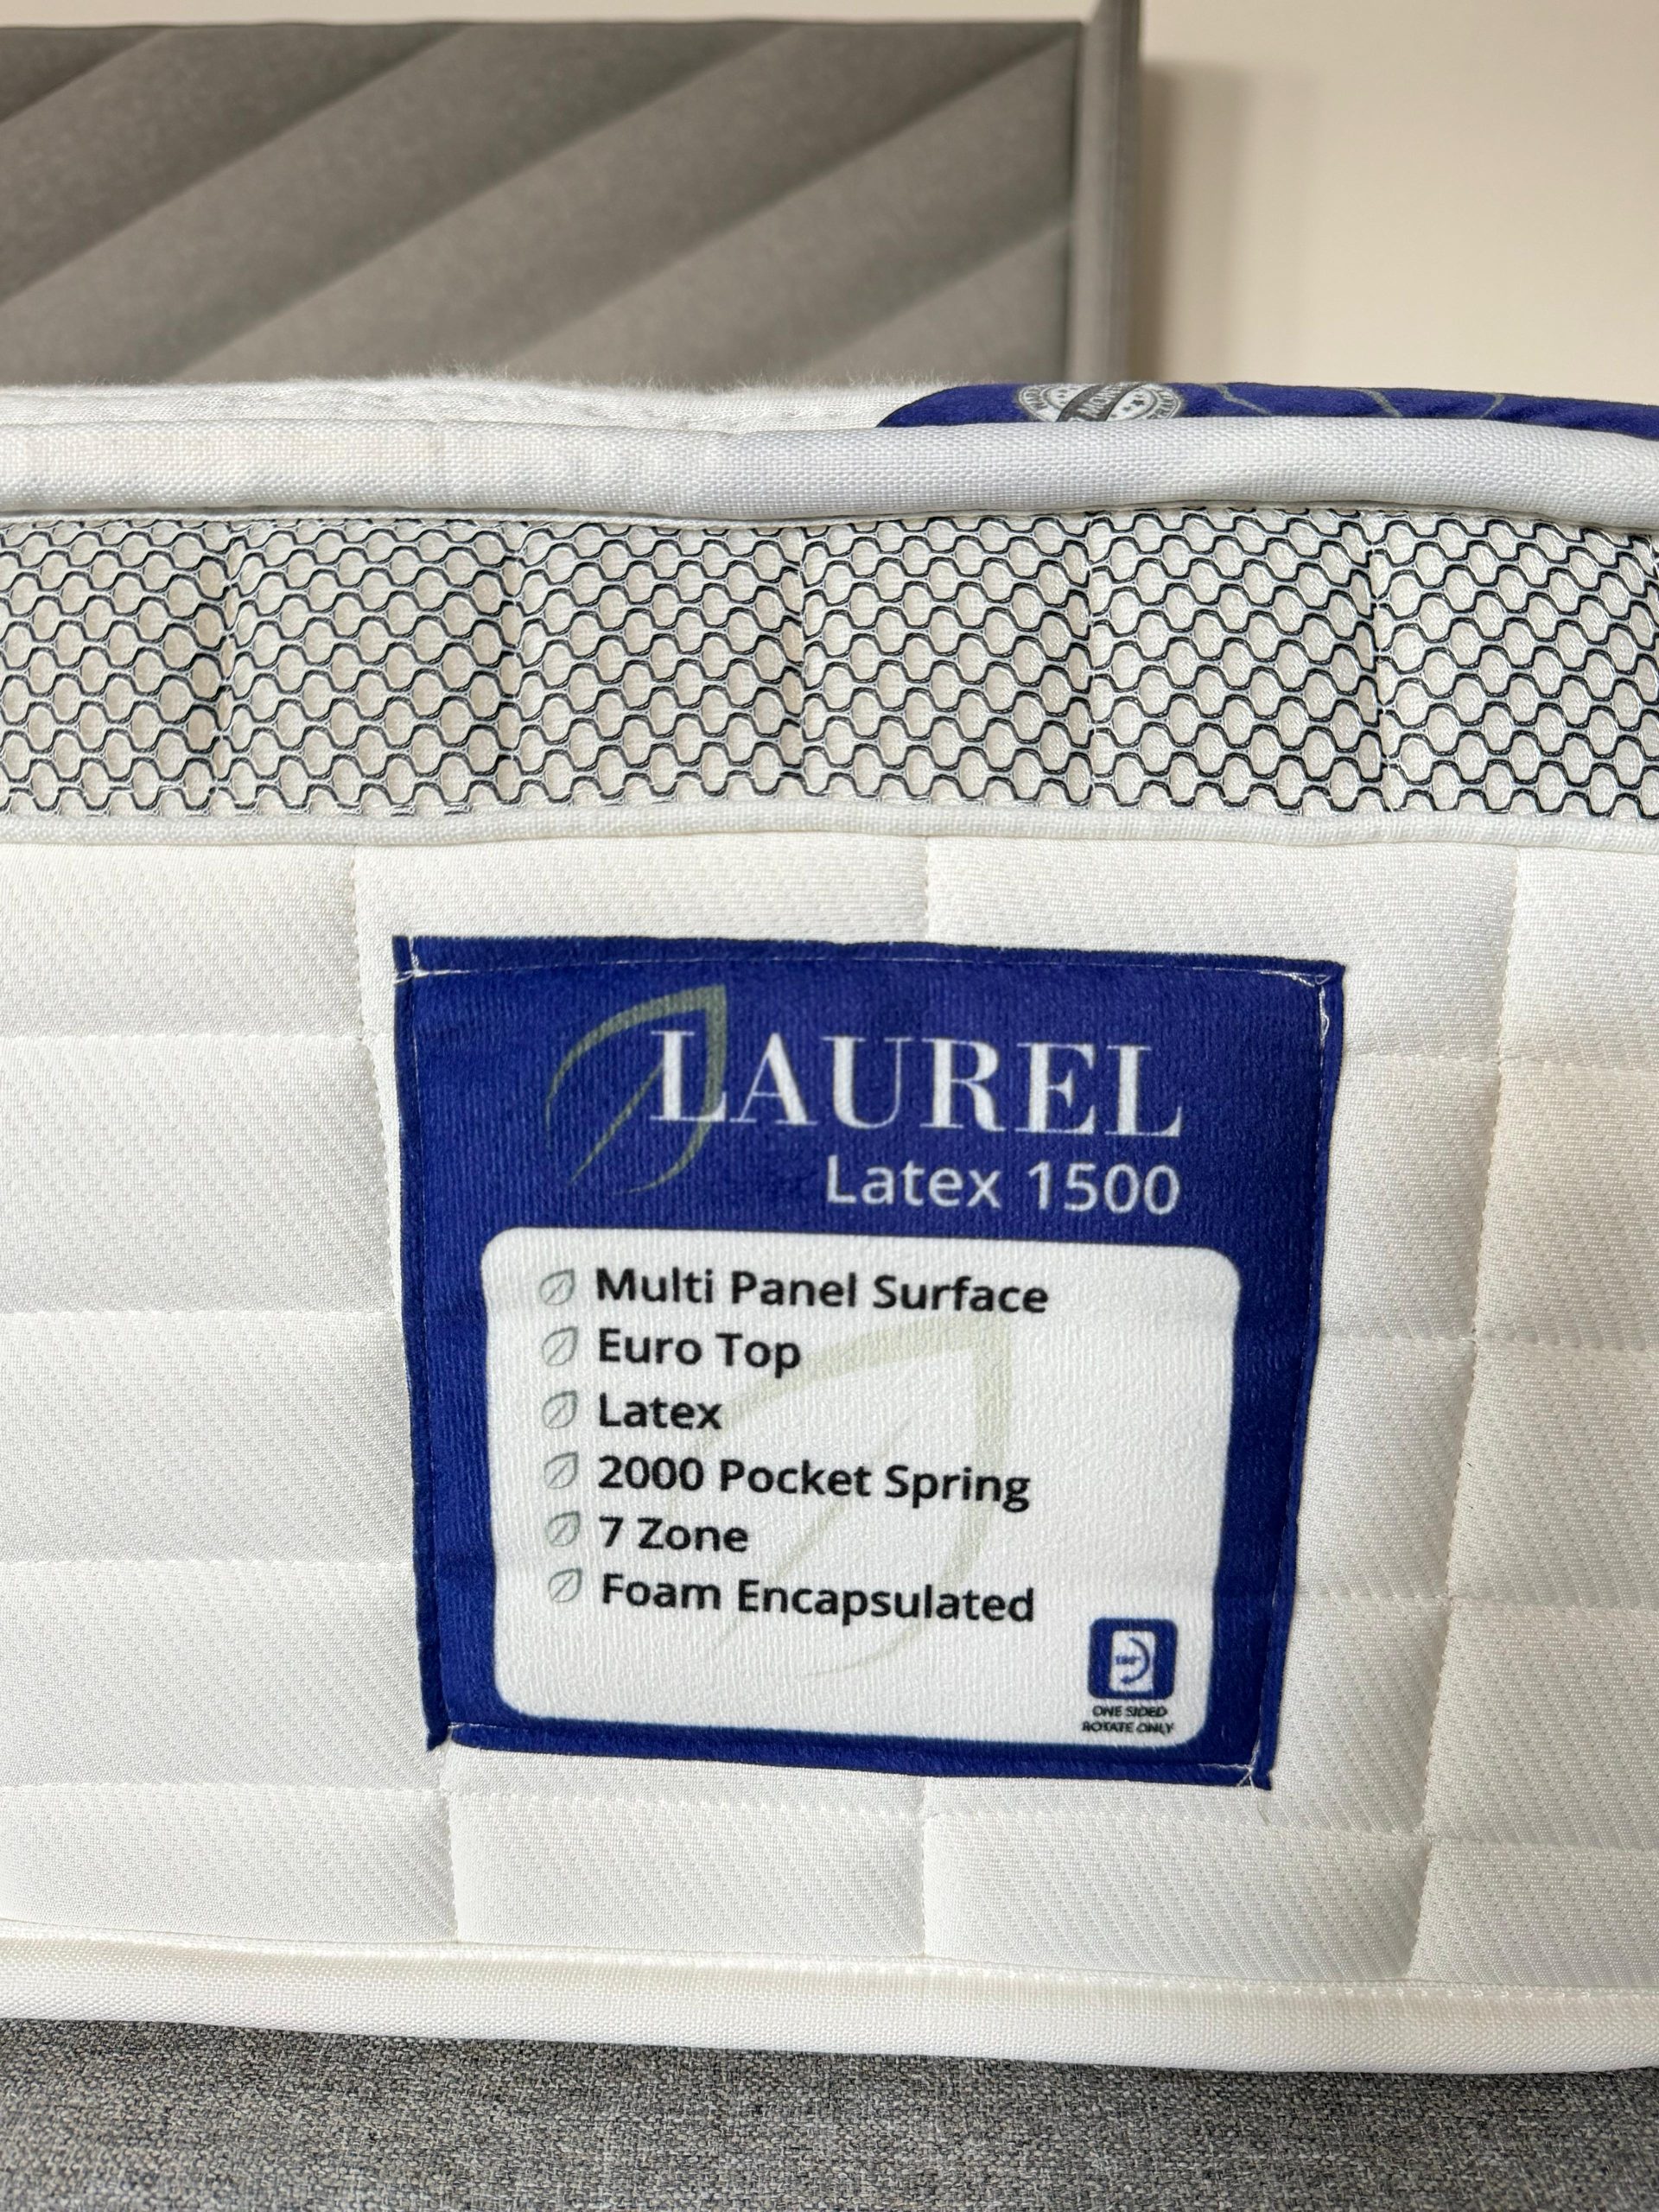 LAUREL
Latex 1500
Multi Panel Surface
Euro Top
Latex
2000 Pocket Spring
7 Zone
Foam Encapsulated
180°
ONE SIDED
ROTATE ONLY